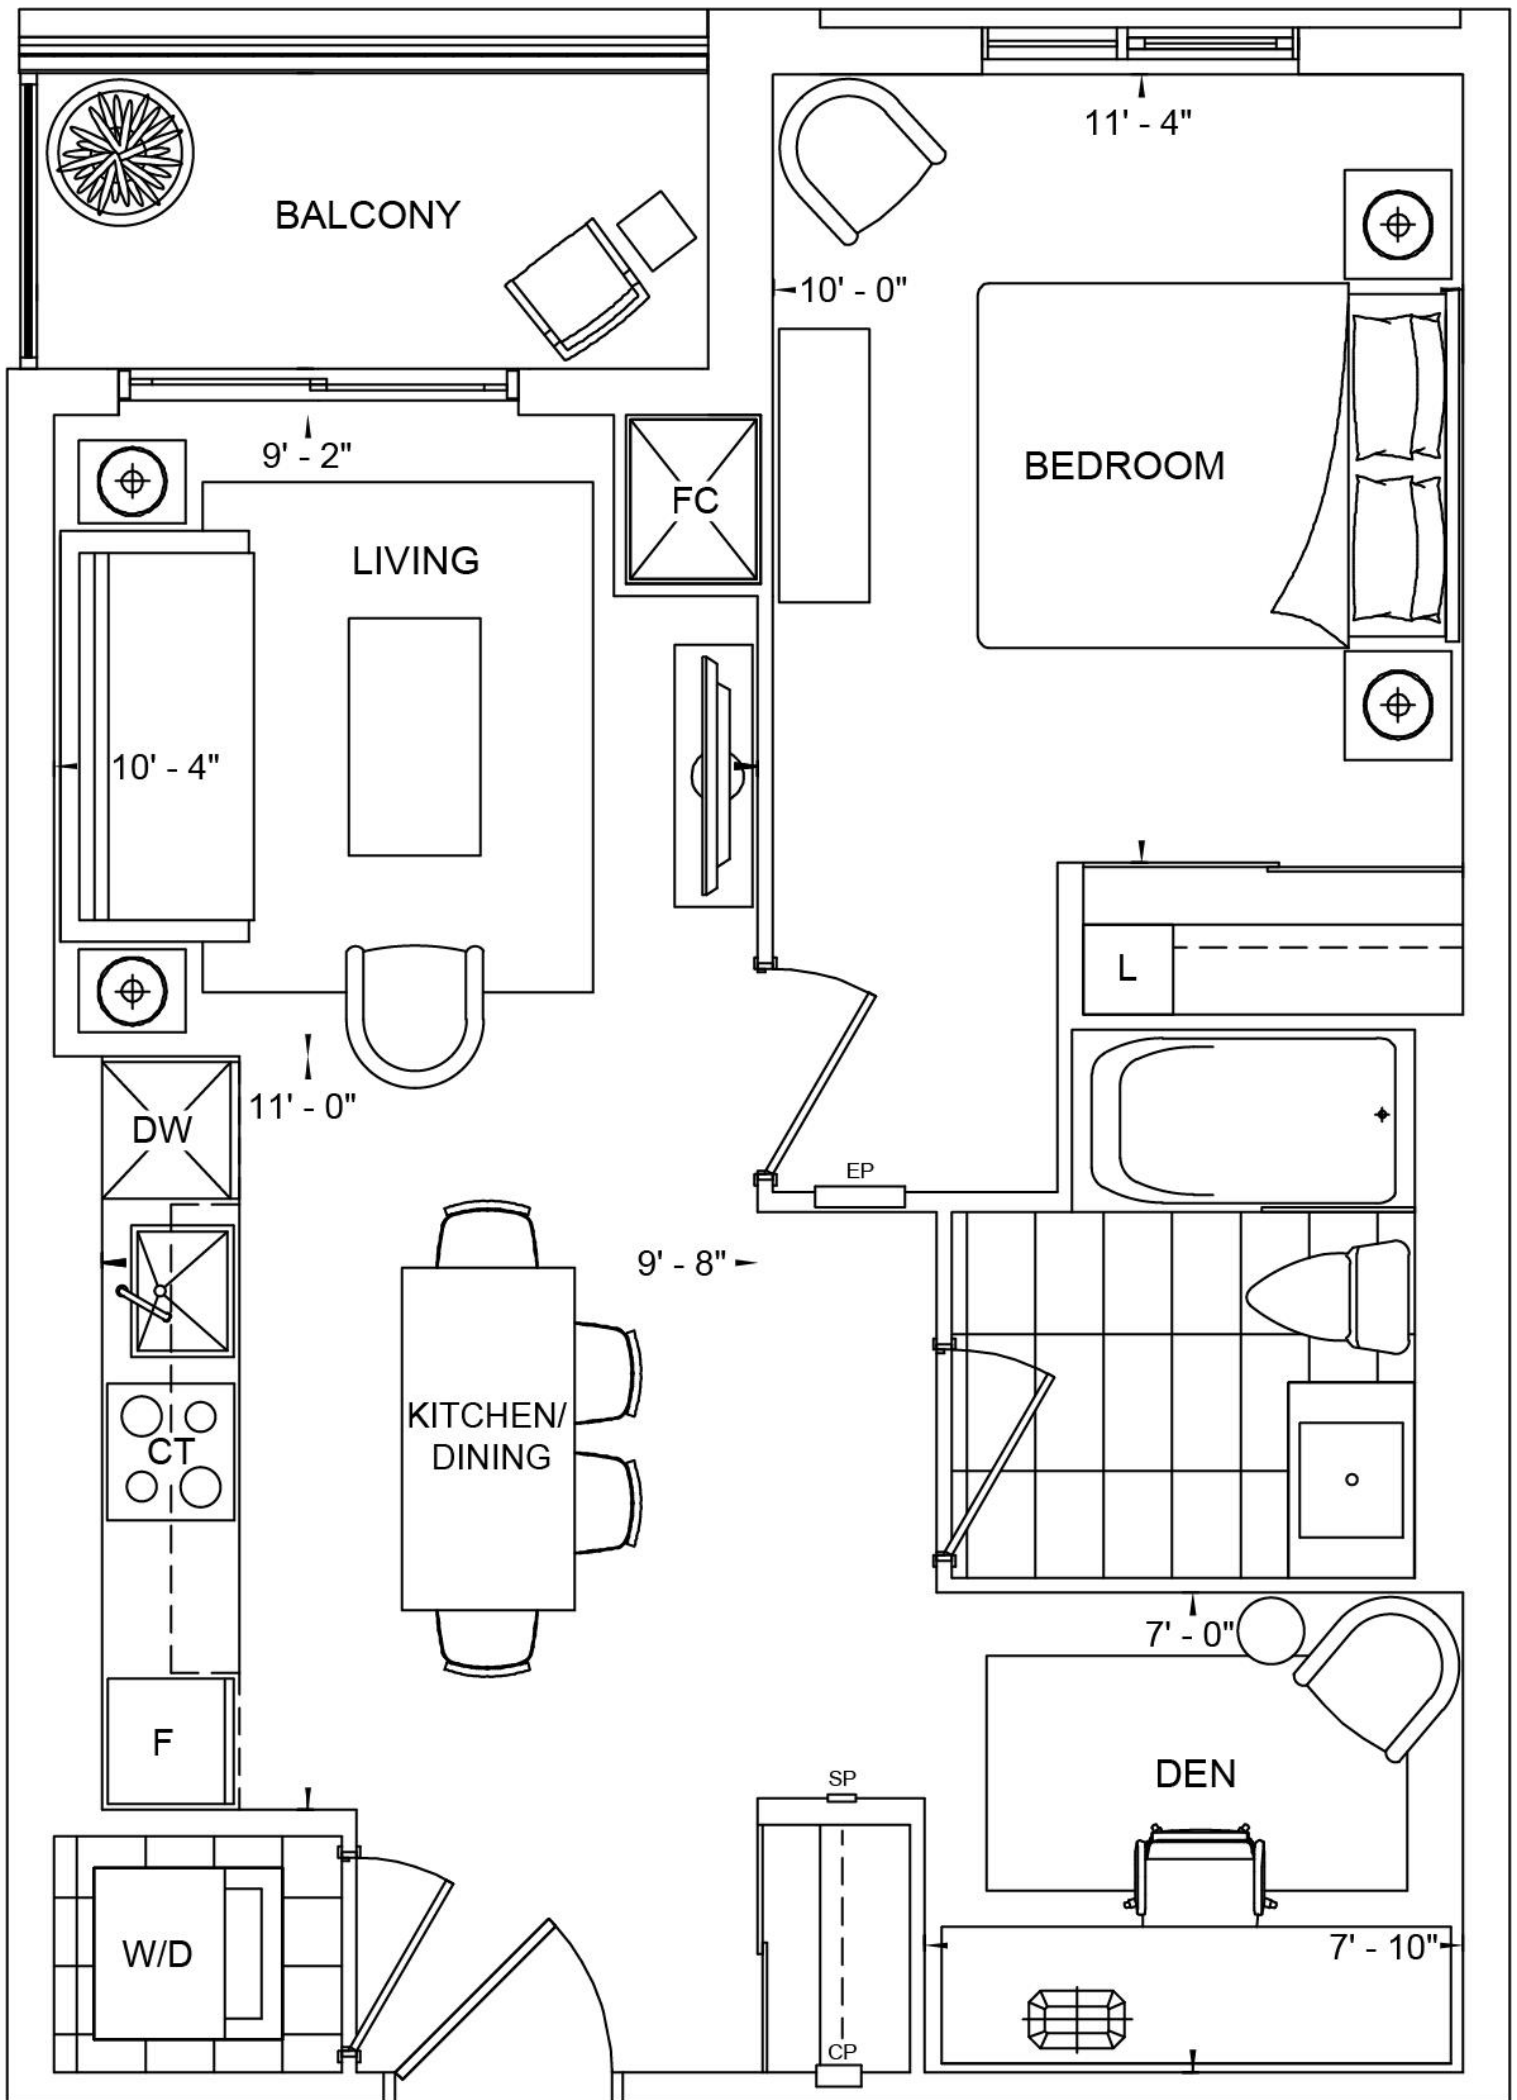 11' - 4"
BALCONY
10' - 0"
9' - 2"
BEDROOM
FC
LIVING
10' - 4"
L
11' - 0"
DW
EP
9' - 8"
KITCHEN/
DINING
CT
7' - 0"
F
DEN
SP
W/D
7' - 10"
CP